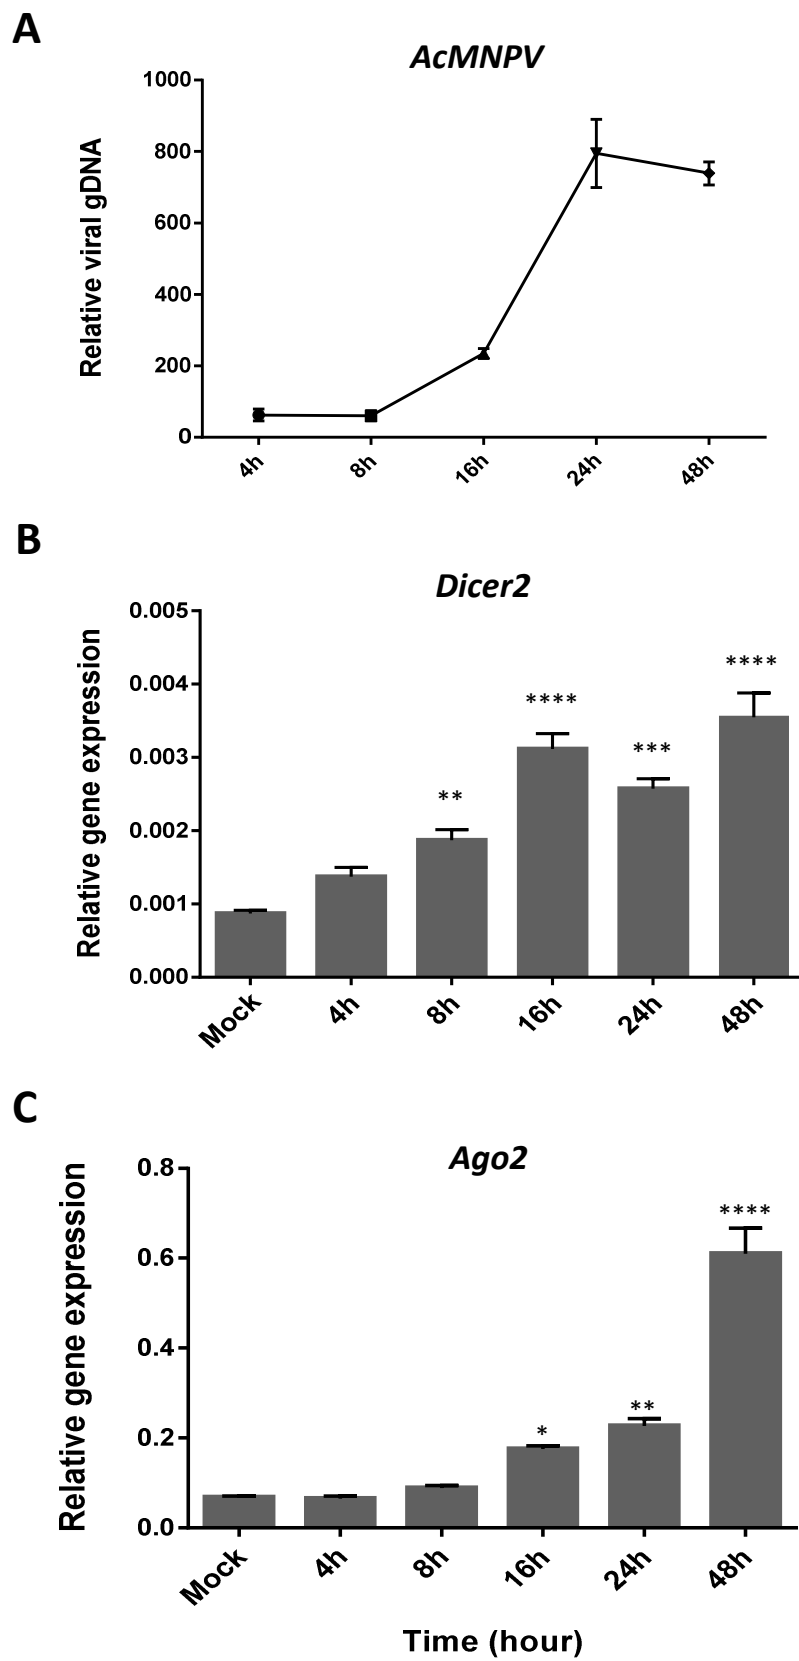 A
AcMNPV
Relative viral gDNA
1000
800
600
400
200
0
4h
8h
16h
24h
48h
B
Dicer2
Relative gene expression
0.005
0.004
0.003
0.002
0.001
0.000
**
****
***
****
Mock
4h
8h
16h
24h
48h
C
Ago2
Relative gene expression
0.8
0.6
0.4
0.2
0.0
*
**
****
Mock
4h
8h
16h
24h
48h
Time (hour)